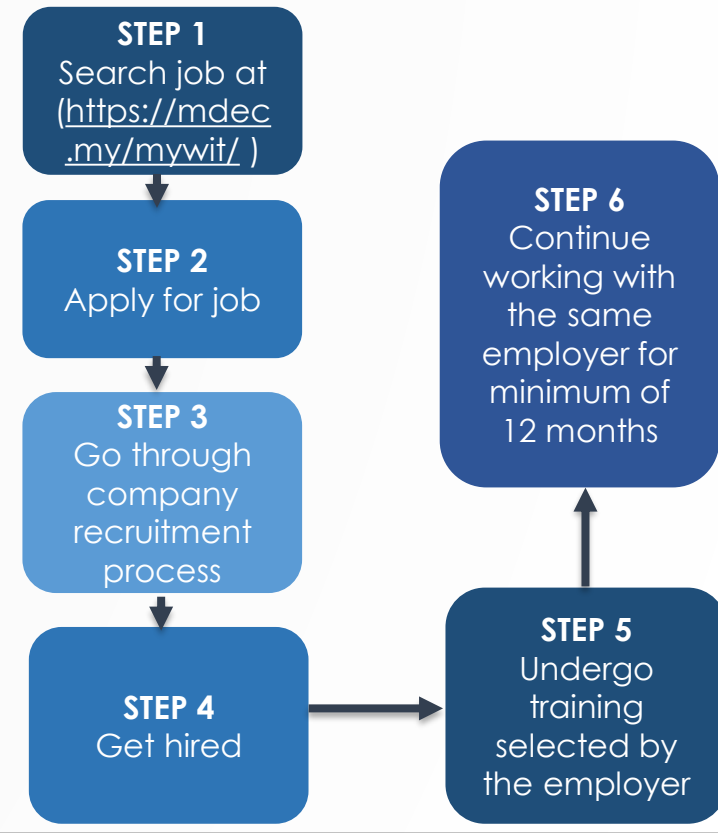 STEP 1
Search job at
(https://mdec
.my/mywit/ )
STEP 2
Apply for job
STEP 3
Go through
company
recruitment
process
STEP 4
Get hired
STEP 5
Undergo
training
selected by
the employer
STEP 6
Continue
working with
the same
employer for
minimum of
12 months